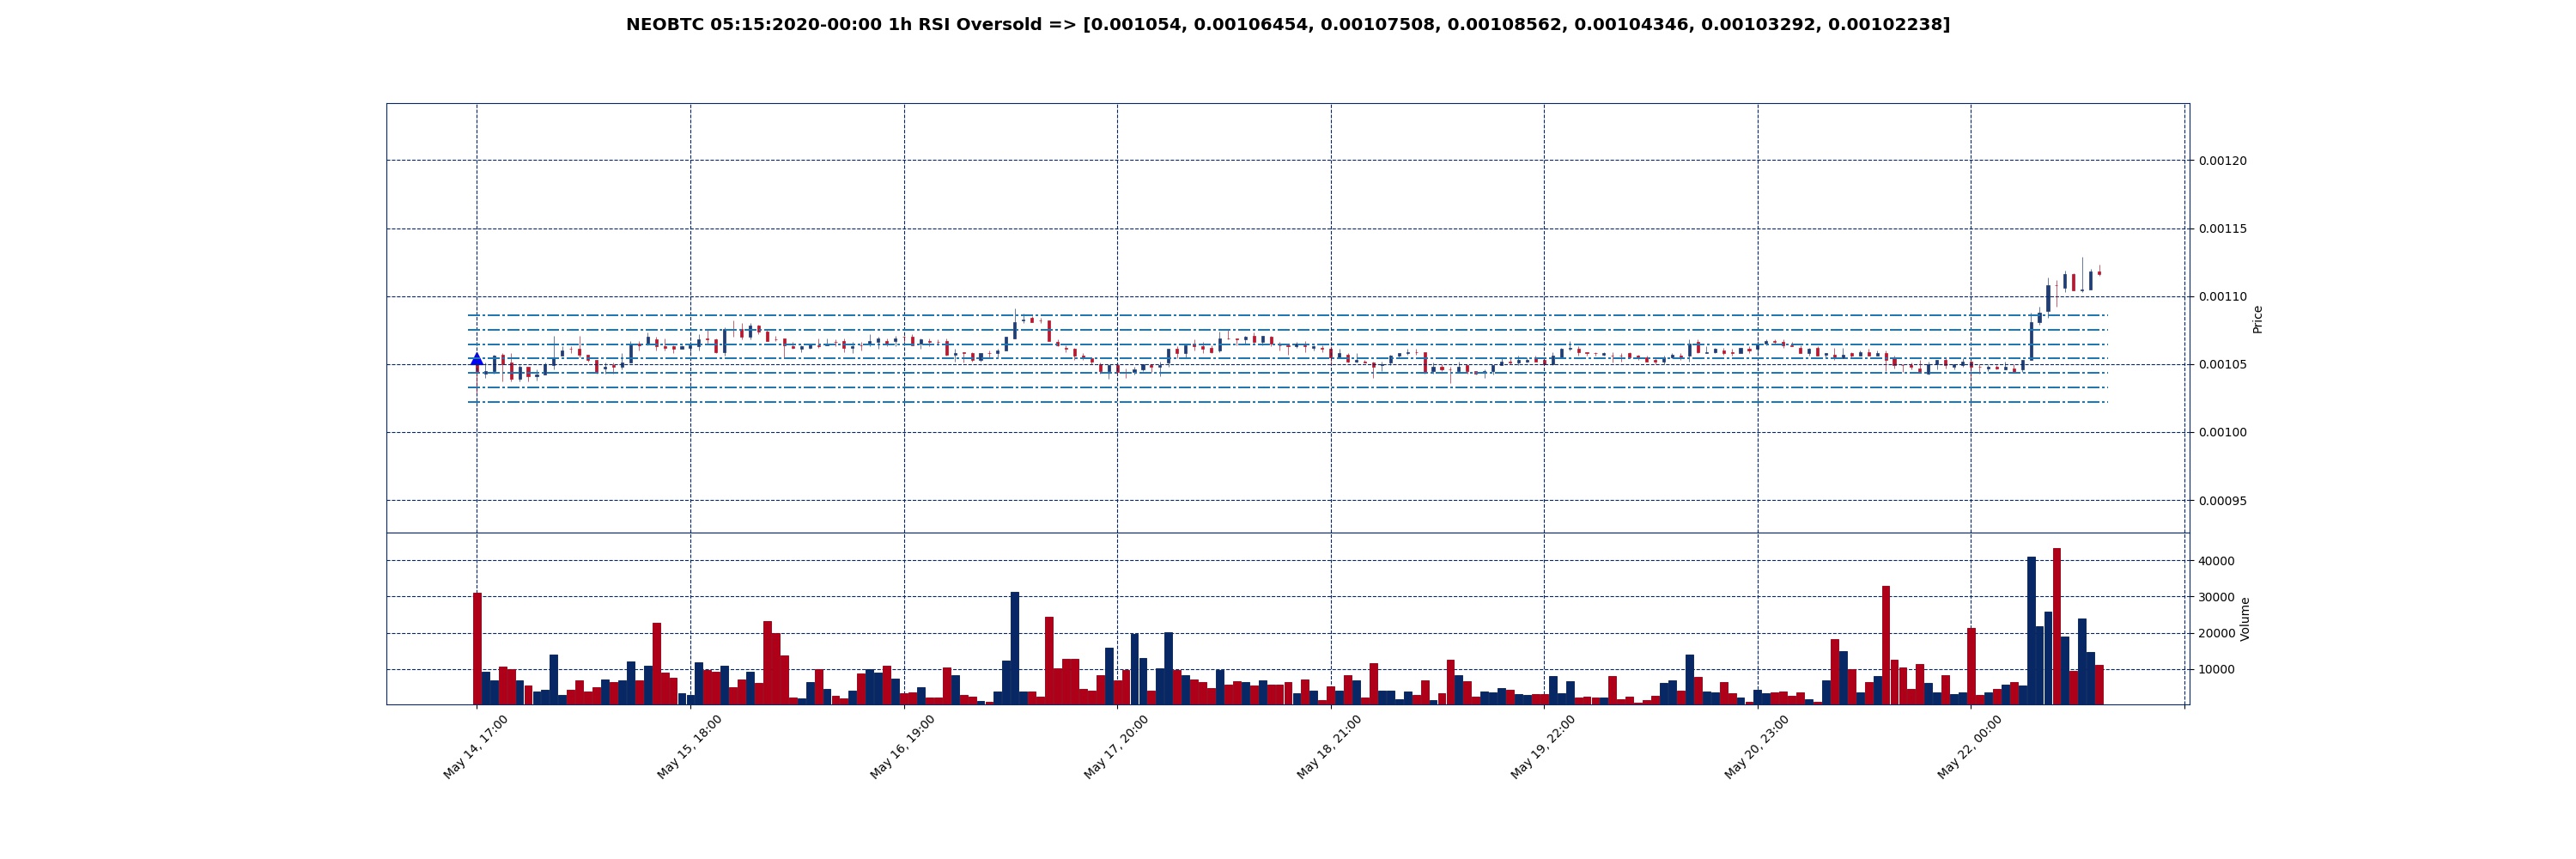 NEOBTC 05:15:2020-00:00 1h RSI Oversold => [0.001054, 0.00106454, 0.00107508, 0.00108562, 0.00104346, 0.00103292, 0.00102238]
0.00120
0.00115
0.00110
0.00105
0.00100
0.00095
Price
40000
30000
20000
10000
Volume
May 14, 17:00
May 15, 18:00
May 16, 19:00
May 17, 20:00
May 18, 21:00
May 19, 22:00
May 20, 23:00
May 22, 00:00